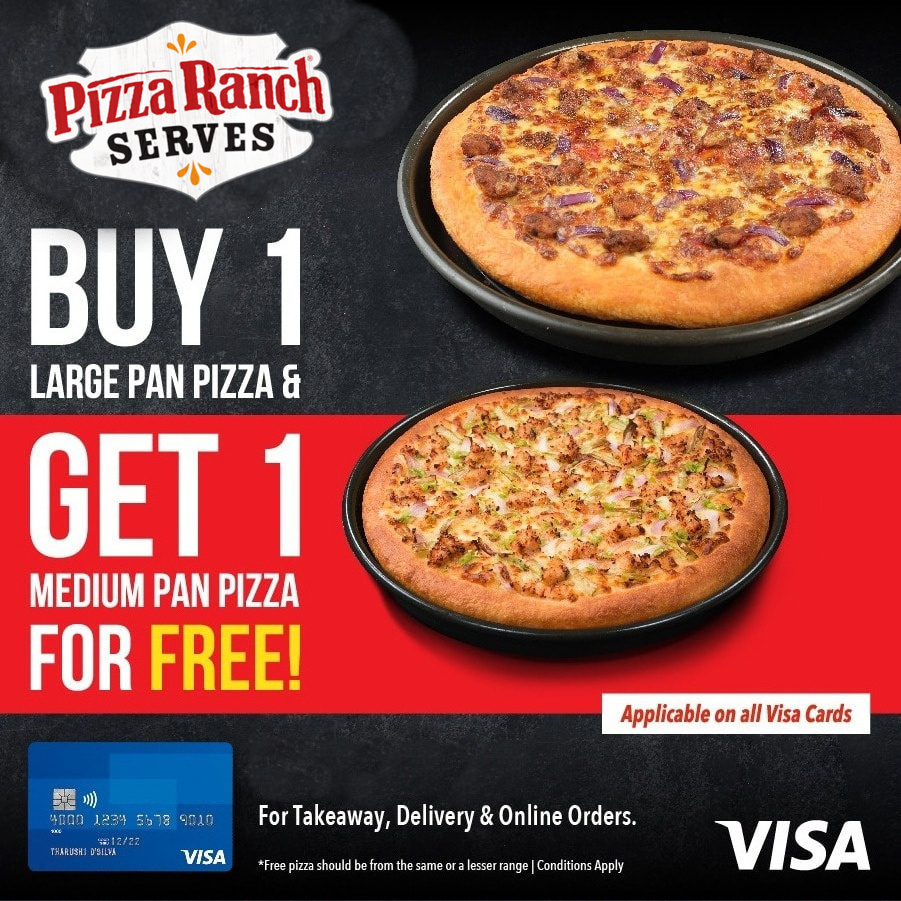 Pizza Ranch
SERVES
BUY 1
LARGE PAN PIZZA &
GET 1
MEDIUM PAN PIZZA
FOR FREE!
Applicable on all Visa Cards
4000 1234 5678 9010
4000
12/22
THARUSHI D'SILVA
VISA
For Takeaway, Delivery & Online Orders.
*Free pizza should be from the same or a lesser range | Conditions Apply
VISA